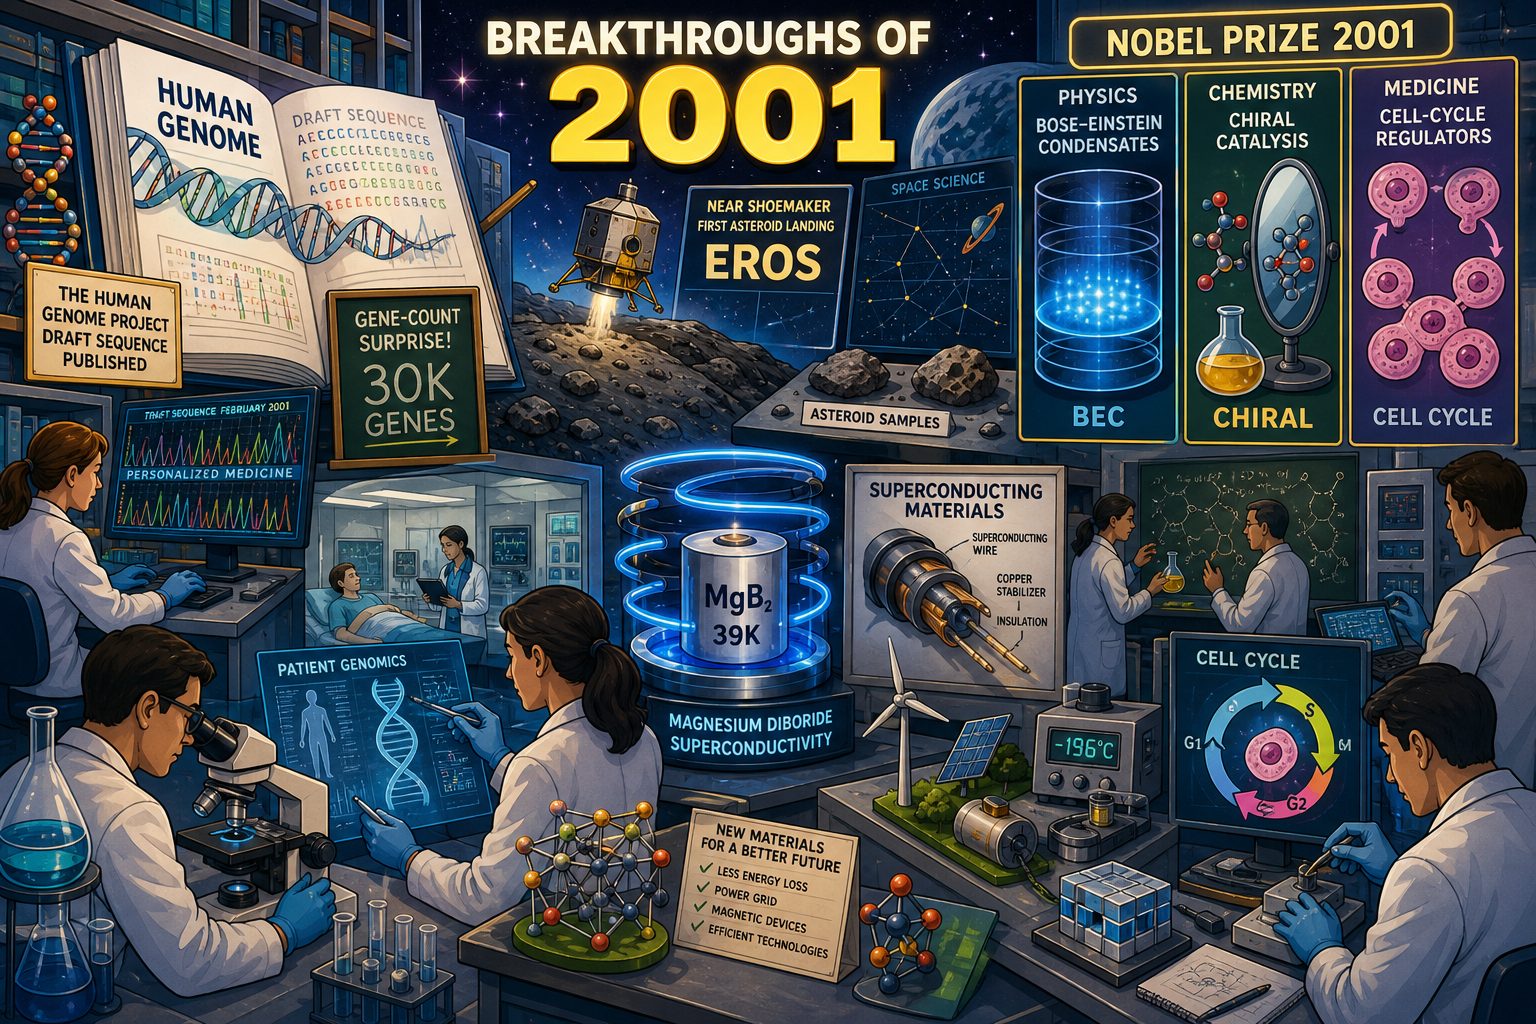 BREAKTHROUGHS OF
2001
NOBEL PRIZE 2001
HUMAN
GENOME
DRAFT SEQUENCE
THE HUMAN
GENOME PROJECT
DRAFT SEQUENCE
PUBLISHED
GENE-COUNT
SURPRISE!
30K
GENES
NEAR SHOEMAKER
FIRST ASTEROID LANDING
EROS
SPACE SCIENCE
ASTEROID SAMPLES
PHYSICS
BOSE–EINSTEIN
CONDENSATES
BEC
CHEMISTRY
CHIRAL
CATALYSIS
CHIRAL
MEDICINE
CELL-CYCLE
REGULATORS
CELL CYCLE
SEQUENCE FEBRUARY 2001
PERSONALIZED MEDICINE
PATIENT GENOMICS
MgB₂
39K
MAGNESIUM DIBORIDE
SUPERCONDUCTIVITY
SUPERCONDUCTING
MATERIALS
SUPERCONDUCTING
WIRE
COPPER
STABILIZER
INSULATION
-196°C
CELL CYCLE
G1
S
M
G2
NEW MATERIALS
FOR A BETTER FUTURE
✓ LESS ENERGY LOSS
✓ POWER GRID
✓ MAGNETIC DEVICES
✓ EFFICIENT TECHNOLOGIES